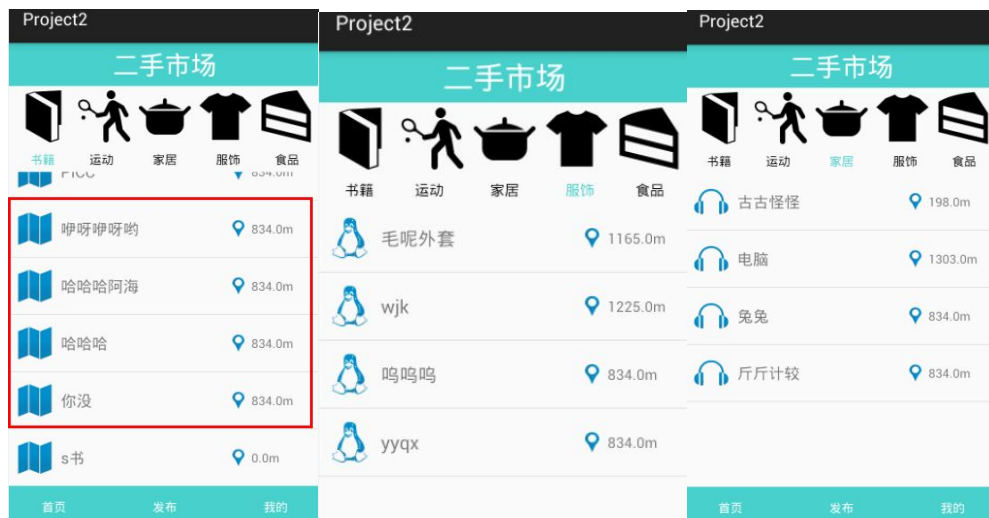 Project2
二手市场
书籍 运动 家居 服饰 食品
PICC 834.0m
咿呀咿呀哟 834.0m
哈哈哈阿海 834.0m
哈哈哈 834.0m
你没 834.0m
s书 0.0m
首页 发布 我的
Project2
二手市场
书籍 运动 家居 服饰 食品
毛呢外套 1165.0m
wjk 1225.0m
呜呜呜 834.0m
yyqx 834.0m
Project2
二手市场
书籍 运动 家居 服饰 食品
古古怪怪 198.0m
电脑 1303.0m
兔兔 834.0m
斤斤计较 834.0m
首页 发布 我的